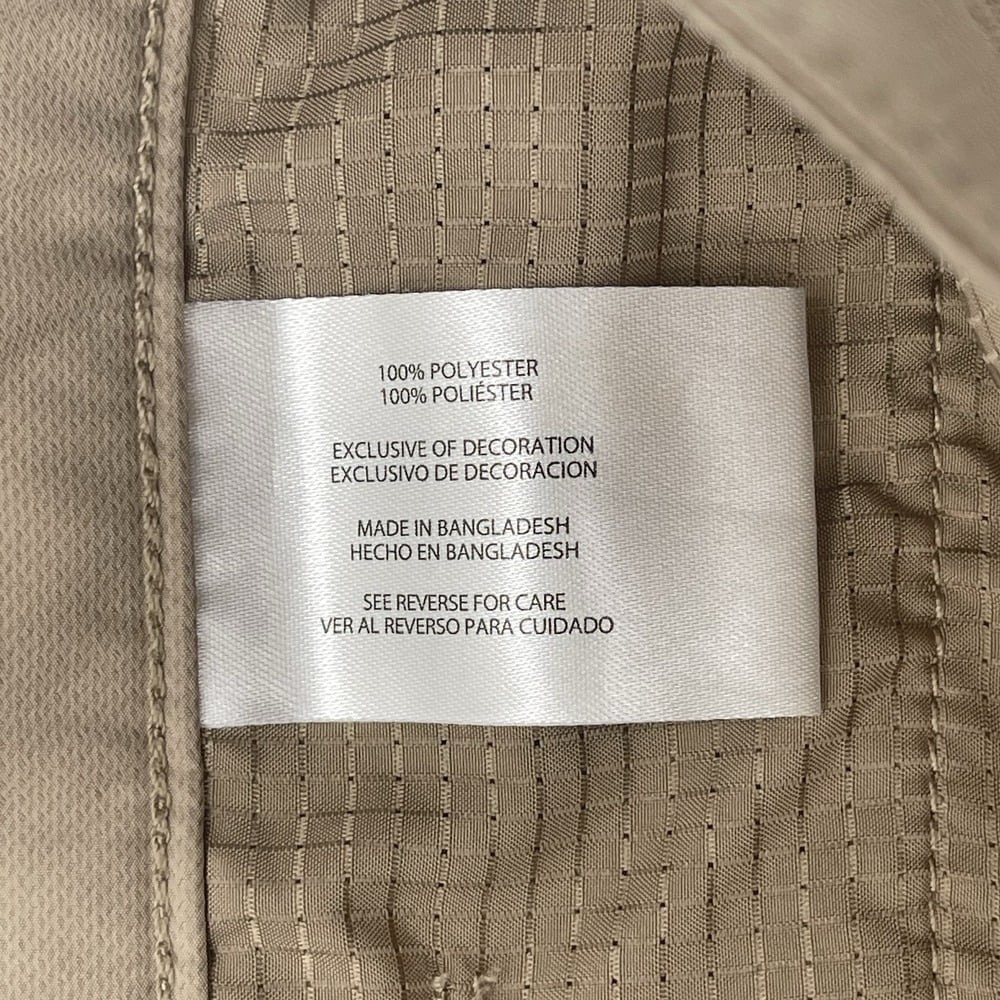 100% POLYESTER
100% POLIÉSTER
EXCLUSIVE OF DECORATION
EXCLUSIVO DE DECORACION
MADE IN BANGLADESH
HECHO EN BANGLADESH
SEE REVERSE FOR CARE
VER AL REVERSO PARA CUIDADO